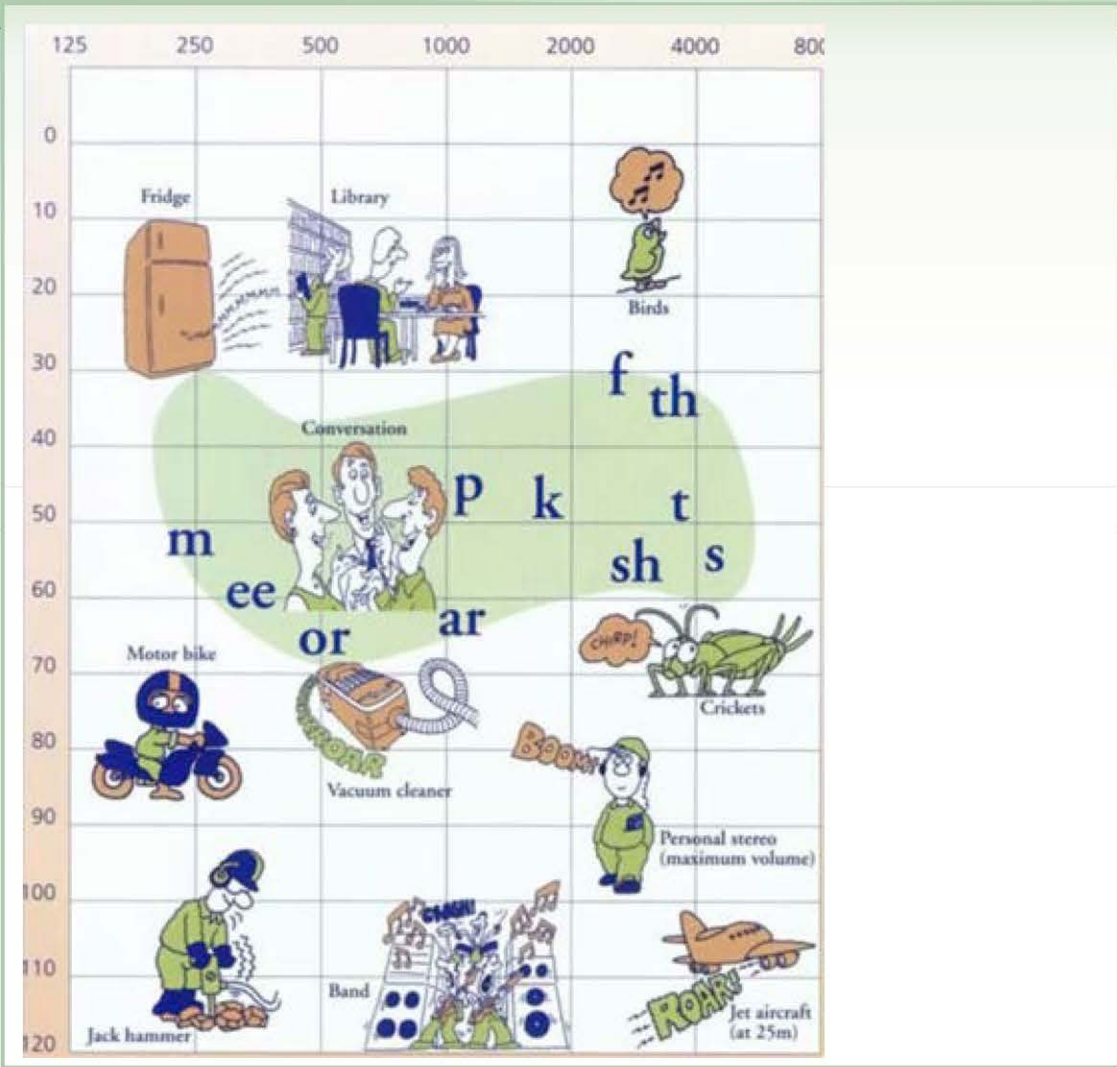 125 250 500 1000 2000 4000 800
0
Fridge Library
10
20
Birds
30
f th
Conversation
40
p k t
50
m sh s
ee
60
or ar
CHIRP!
Motor bike
70
Crickets
ROAR
BOOM!
80
Vacuum cleaner
90
Personal stereo
(maximum volume)
100
110
Band
ROAR!
Jet aircraft
(at 25m)
Jack hammer
120